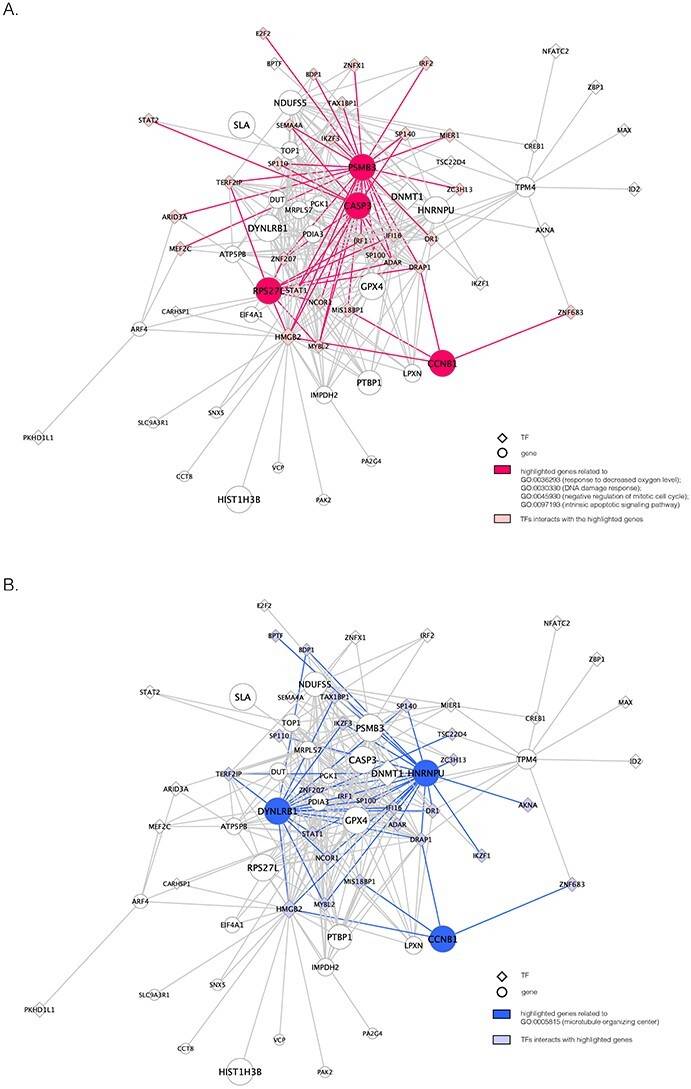 A.
E2F2
NFATC2
BPTF
BDP1
ZNFX1
IRF2
ZBP1
NDUFS5
TAX1BP1
STAT2
SLA
SEMA4A
IKZF3
SP140
MIER1
MAX
TOP1
CREB1
SP110
PSMB3
TSC22D4
TERF2IP
ZC3H13
TPM4
ID2
DUT
PGK1
DNMT1
MRPL57
CASP3
HNRNPU
ARID3A
DYNLRB1
PDIA3
AKNA
IRF1
IFI16
DR1
MEF2C
ATP5PB
ZNF207
SP100
ADAR
DRAP1
RPS27L
STAT1
GPX4
IKZF1
NCOR1
CARHSP1
EIF4A1
MIS18BP1
ZNF683
ARF4
HMGB2
MYBL2
CCNB1
LPXN
PTBP1
IMPDH2
SNX5
SLC9A3R1
PKHD1L1
VCP
PA2G4
CCT8
HIST1H3B
PAK2
TF
gene
highlighted genes related to
GO:0036293 (response to decreased oxygen level);
GO:0030330 (DNA damage response);
GO:0045930 (negative regulation of mitotic cell cycle);
GO:0097193 (intrinsic apoptotic signaling pathway)
TFs interacts with the highlighted genes
B.
E2F2
NFATC2
BPTF
BDP1
ZNFX1
IRF2
ZBP1
NDUFS5
STAT2
SLA
SEMA4A
TAX1BP1
SP140
MIER1
MAX
TOP1
IKZF3
PSMB3
CREB1
SP110
TSC22D4
MRPL57
CASP3
ZC3H13
TPM4
ID2
TERF2IP
DUT
PGK1
DNMT1
HNRNPU
ARID3A
ZNF207
IRF1
SP100
DYNLRB1
PDIA3
IFI16
DR1
AKNA
MEF2C
ATP5PB
GPX4
ADAR
STAT1
DRAP1
IKZF1
NCOR1
RPS27L
CARHSP1
MIS18BP1
ZNF683
ARF4
HMGB2
MYBL2
EIF4A1
PTBP1
LPXN
CCNB1
IMPDH2
SNX5
SLC9A3R1
PKHD1L1
VCP
PA2G4
CCT8
HIST1H3B
PAK2
TF
gene
highlighted genes related to
GO:0005815 (microtubule organizing center)
TFs interacts with highlighted genes